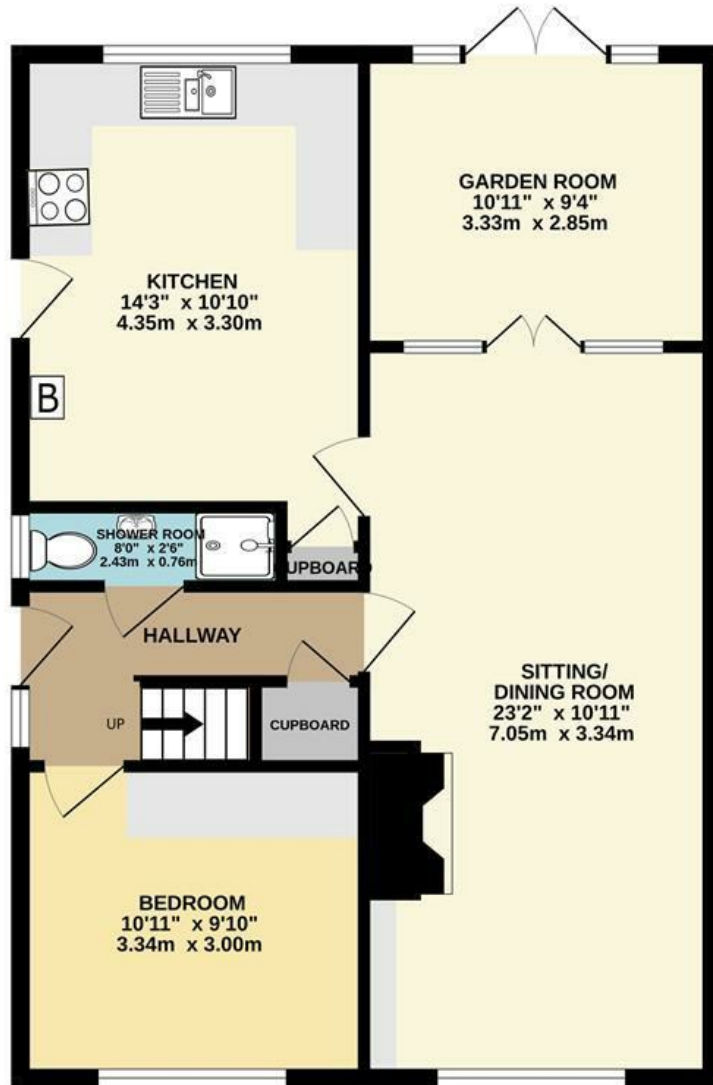 GARDEN ROOM
10'11" x 9'4"
3.33m x 2.85m
KITCHEN
14'3" x 10'10"
4.35m x 3.30m
B
SHOWER ROOM
8'0" x 2'6"
2.43m x 0.76m
CUPBOARD
HALLWAY
SITTING/
DINING ROOM
23'2" x 10'11"
7.05m x 3.34m
UP
CUPBOARD
BEDROOM
10'11" x 9'10"
3.34m x 3.00m